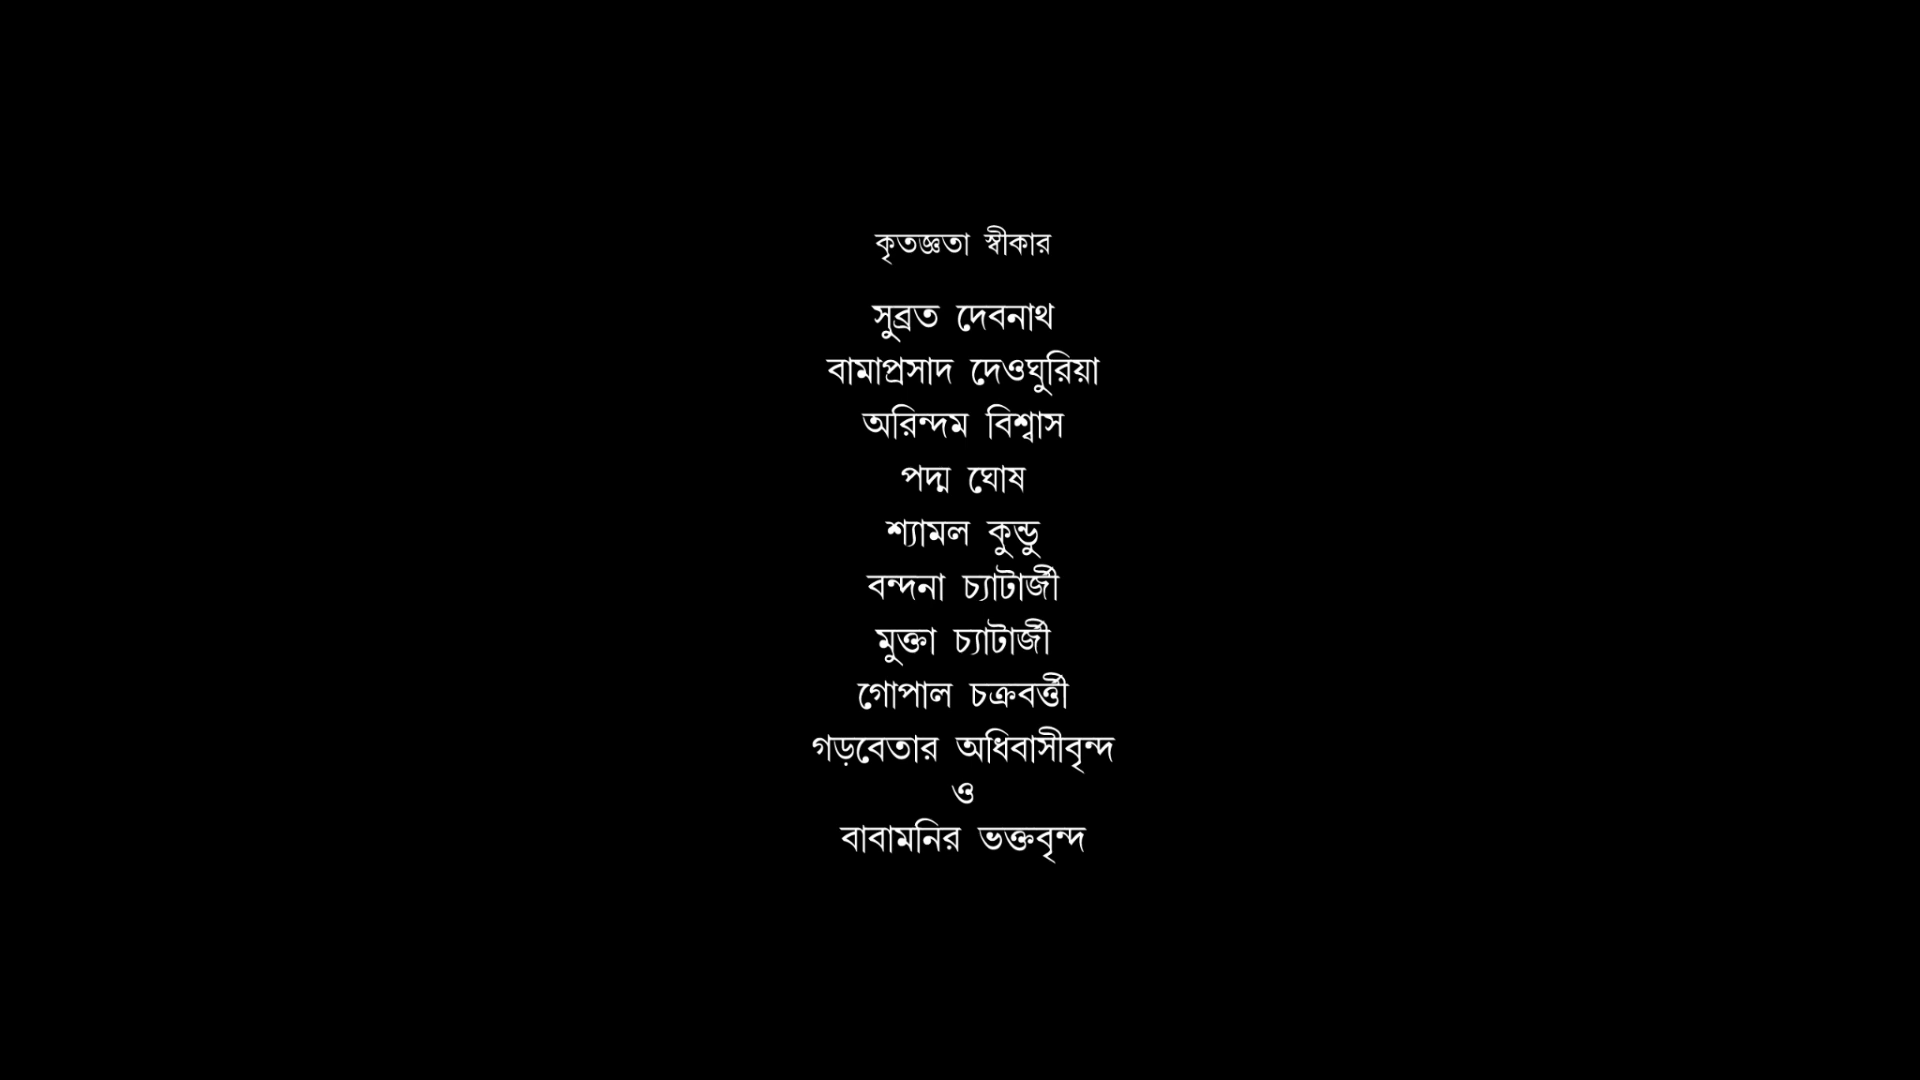 কৃতজ্ঞতা স্বীকার
সুব্রত দেবনাথ
বামাপ্রসাদ দেওঘুরিয়া
অরিন্দম বিশ্বাস
পদ্ম ঘোষ
শ্যামল কুন্ডু
বন্দনা চ্যাটার্জী
মুক্তা চ্যাটার্জী
গোপাল চক্রবর্ত্তী
গড়বেতার অধিবাসীবৃন্দ
ও
বাবামনির ভক্তবৃন্দ